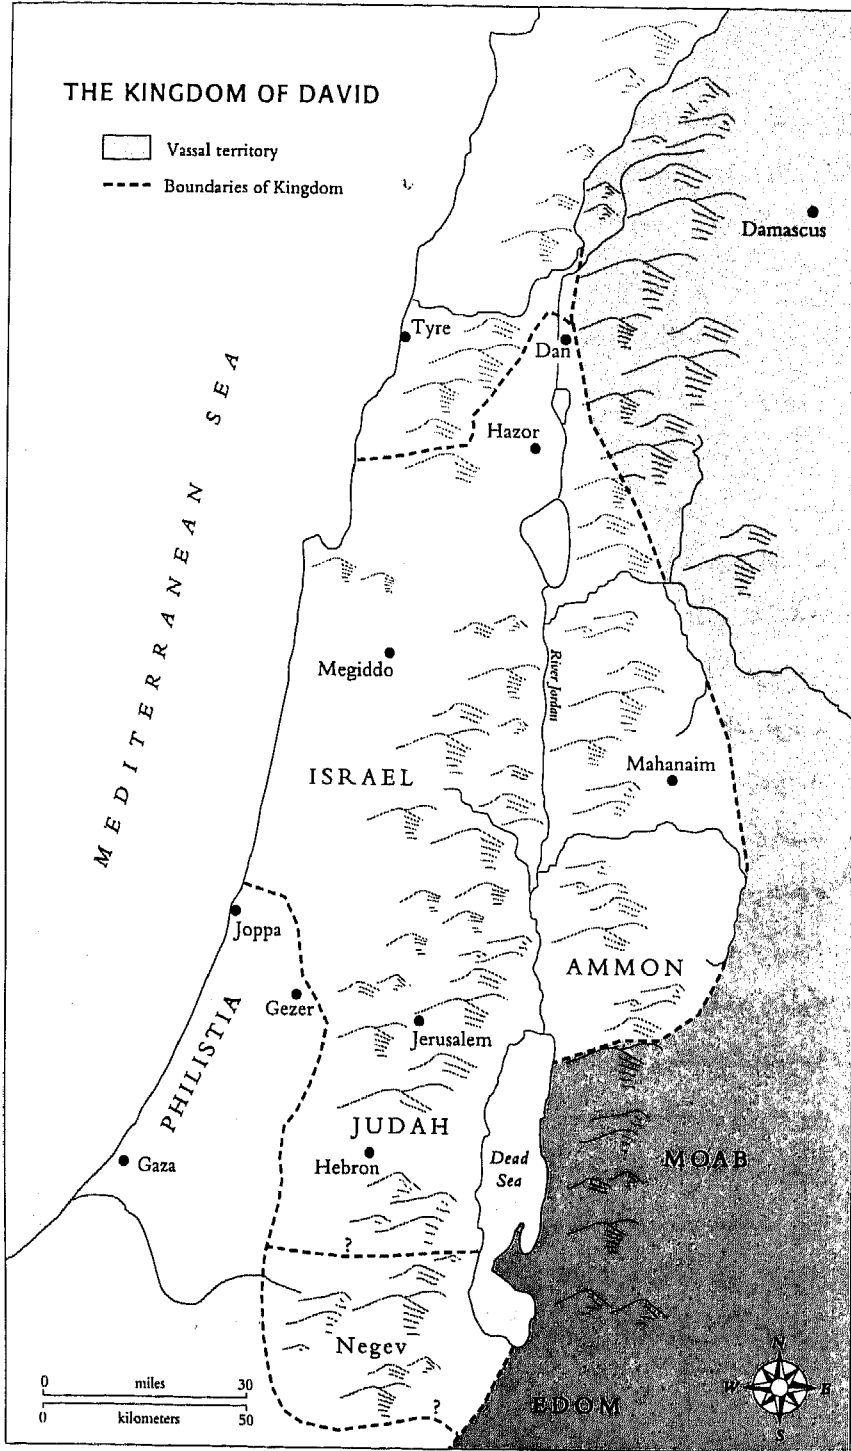 THE KINGDOM OF DAVID
Vassal territory
Boundaries of Kingdom
Damascus
Tyre
Dan
Hazor
MEDITERRANEAN SEA
Megiddo
River Jordan
ISRAEL
Mahanaim
Joppa
AMMON
Gezer
Jerusalem
PHILISTIA
JUDAH
Gaza
Hebron
Dead
Sea
MOAB
?
Negev
?
EDOM
N
W E
S
0 miles 30
0 kilometers 50